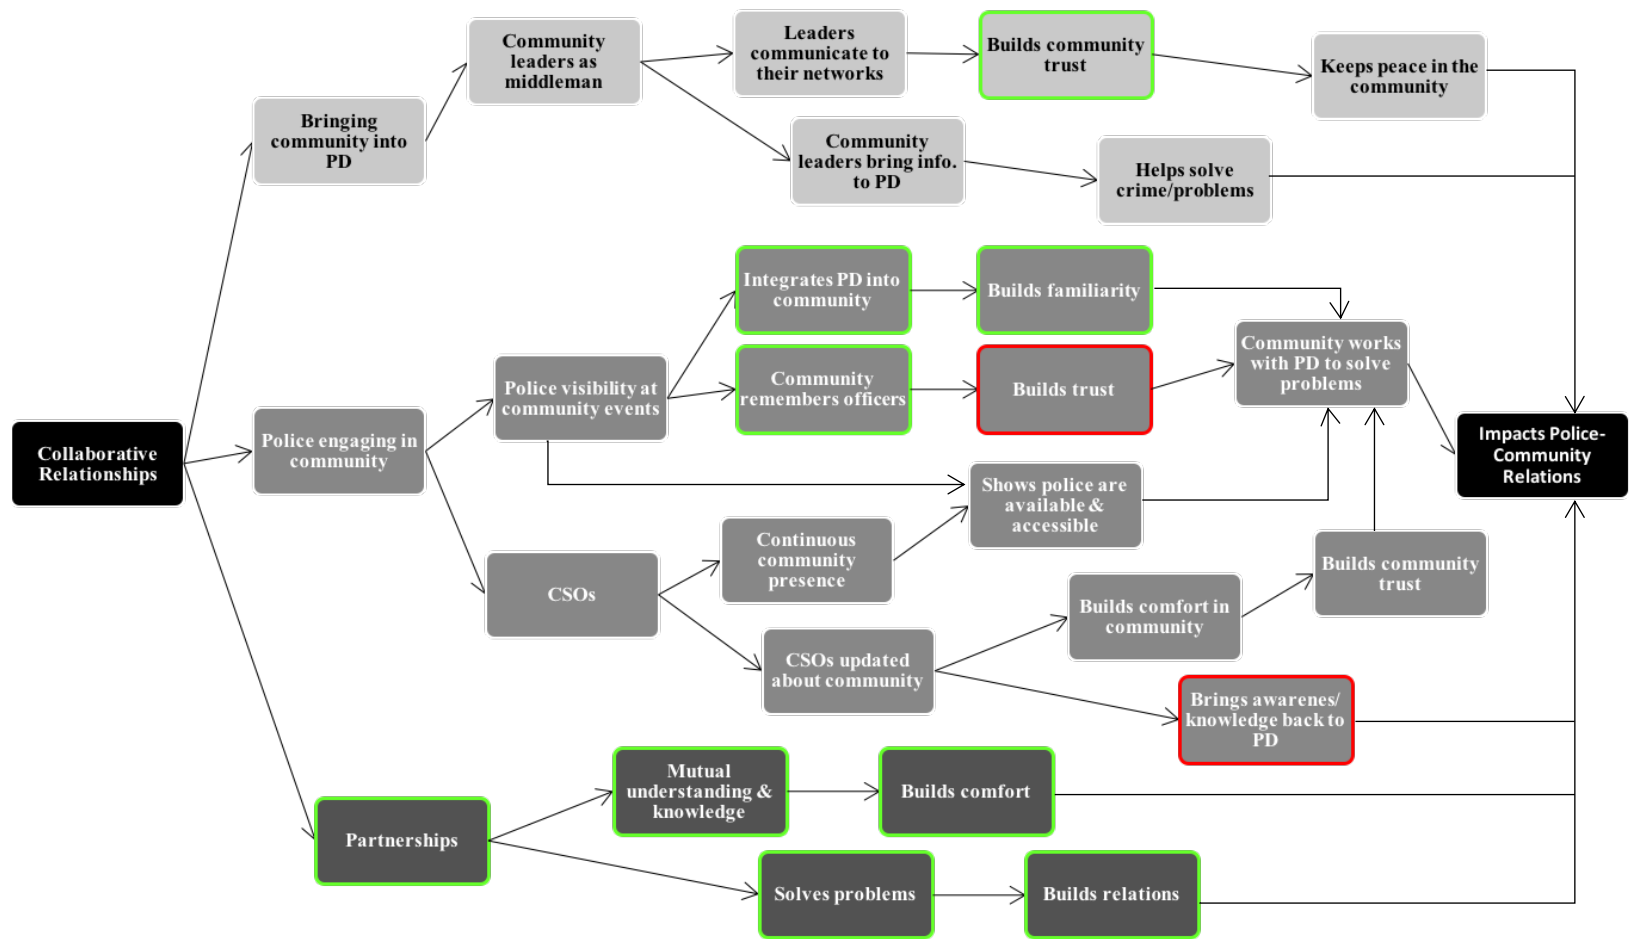 Community
leaders as
middleman
Leaders
communicate to
their networks
Builds community
trust
Keeps peace in the
community
Bringing
community into
PD
Community
leaders bring info.
to PD
Helps solve
crime/problems
Integrates PD into
community
Builds familiarity
Community works
with PD to solve
problems
Police visibility at
community events
Community
remembers officers
Builds trust
Collaborative
Relationships
Police engaging in
community
Impacts Police-
Community
Relations
Shows police are
available &
accessible
Continuous
community
presence
CSOs
Builds community
trust
Builds comfort in
community
CSOs updated
about community
Brings awarenes/
knowledge back to
PD
Mutual
understanding &
knowledge
Builds comfort
Partnerships
Solves problems
Builds relations